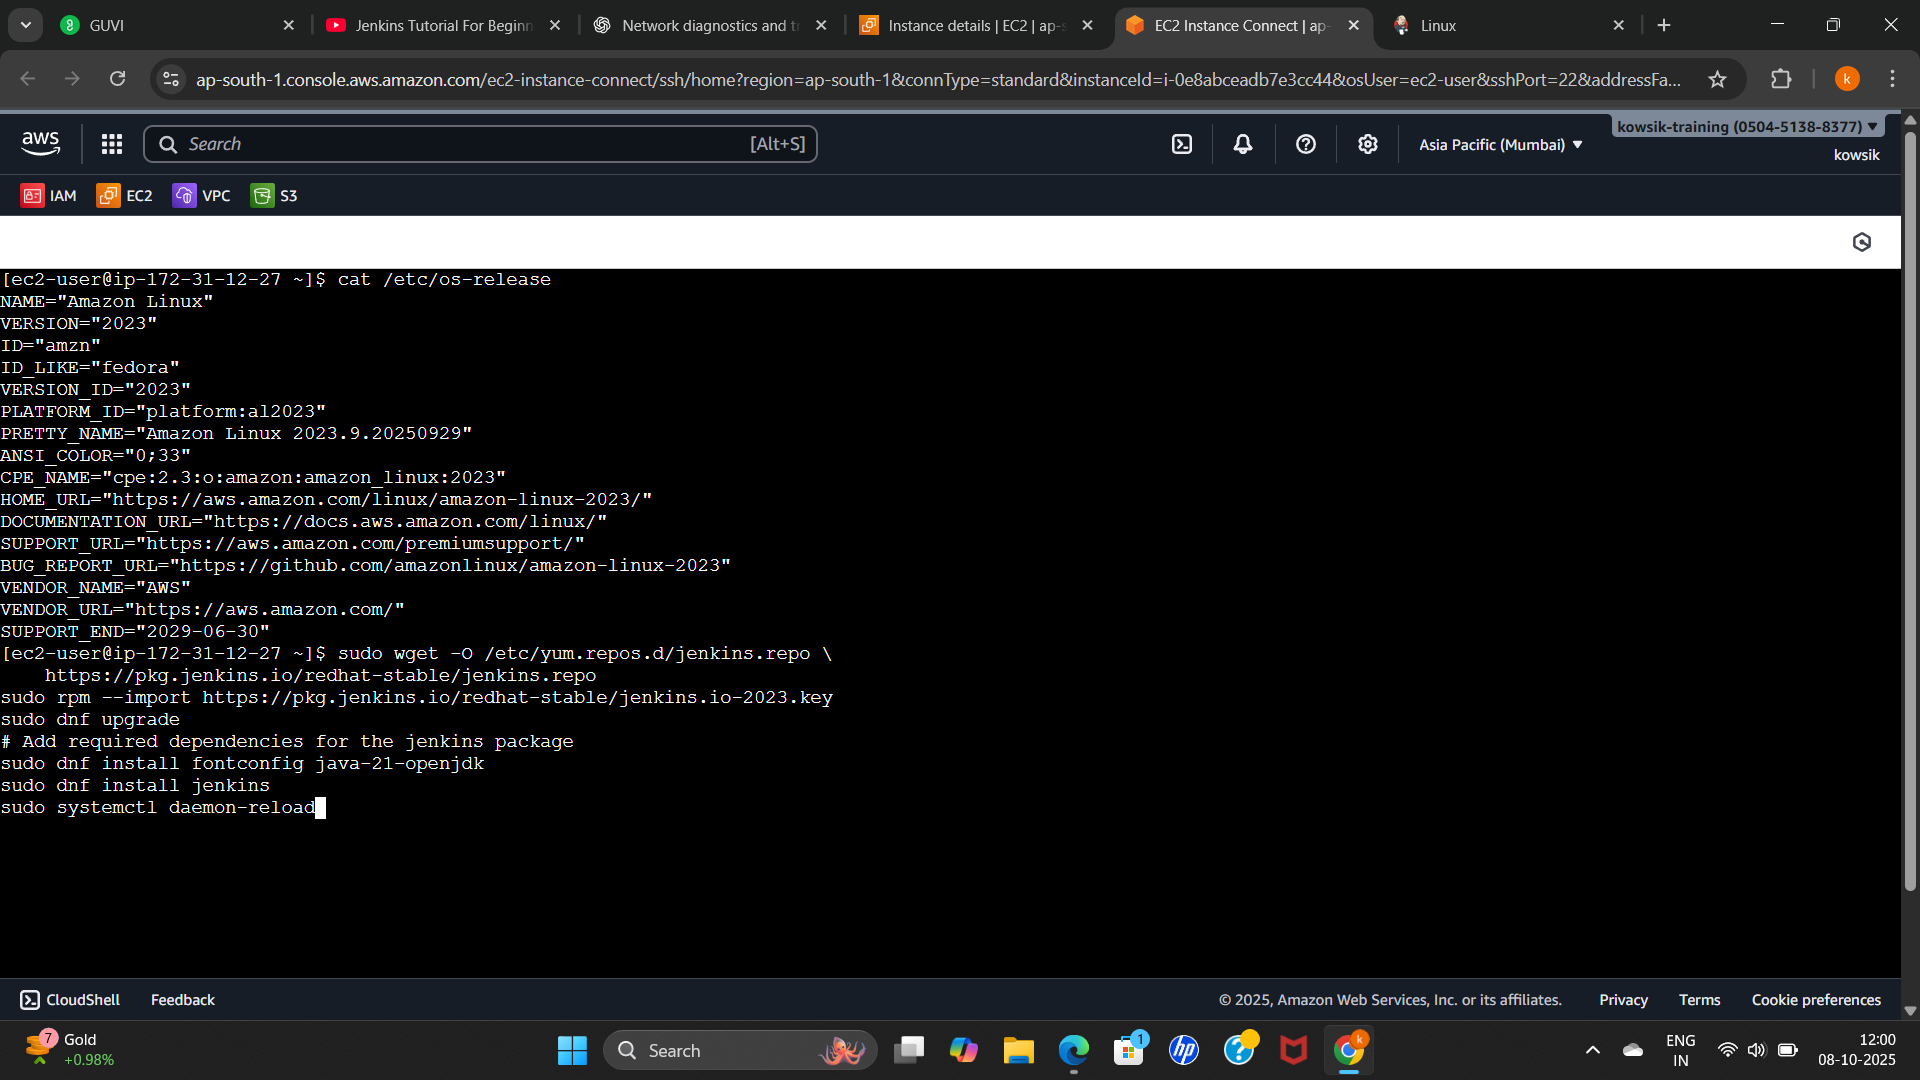 GUVI
Jenkins Tutorial For Beginn
Network diagnostics and t
Instance details | EC2 | ap-s
EC2 Instance Connect | ap-
Linux
ap-south-1.console.aws.amazon.com/ec2-instance-connect/ssh/home?region=ap-south-1&connType=standard&instanceId=i-0e8abceadb7e3cc44&osUser=ec2-user&sshPort=22&addressFa...
k
aws
Search
[Alt+S]
Asia Pacific (Mumbai)
kowsik-training (0504-5138-8377)
kowsik
IAM
EC2
VPC
S3
[ec2-user@ip-172-31-12-27 ~]$ cat /etc/os-release
NAME="Amazon Linux"
VERSION="2023"
ID="amzn"
ID_LIKE="fedora"
VERSION_ID="2023"
PLATFORM_ID="platform:al2023"
PRETTY_NAME="Amazon Linux 2023.9.20250929"
ANSI_COLOR="0;33"
CPE_NAME="cpe:2.3:o:amazon:amazon_linux:2023"
HOME_URL="https://aws.amazon.com/linux/amazon-linux-2023/"
DOCUMENTATION_URL="https://docs.aws.amazon.com/linux/"
SUPPORT_URL="https://aws.amazon.com/premiumsupport/"
BUG_REPORT_URL="https://github.com/amazonlinux/amazon-linux-2023"
VENDOR_NAME="AWS"
VENDOR_URL="https://aws.amazon.com/"
SUPPORT_END="2029-06-30"
[ec2-user@ip-172-31-12-27 ~]$ sudo wget -O /etc/yum.repos.d/jenkins.repo \
    https://pkg.jenkins.io/redhat-stable/jenkins.repo
sudo rpm --import https://pkg.jenkins.io/redhat-stable/jenkins.io-2023.key
sudo dnf upgrade
# Add required dependencies for the jenkins package
sudo dnf install fontconfig java-21-openjdk
sudo dnf install jenkins
sudo systemctl daemon-reload
CloudShell
Feedback
© 2025, Amazon Web Services, Inc. or its affiliates.
Privacy
Terms
Cookie preferences
7
Gold
+0.98%
Search
1
hp
k
ENG
IN
12:00
08-10-2025